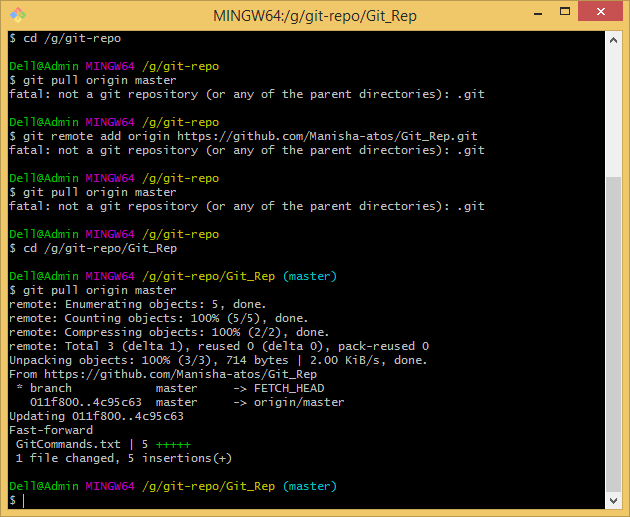 MINGW64:/g/git-repo/Git_Rep
$ cd /g/git-repo
Dell@Admin MINGW64 /g/git-repo
$ git pull origin master
fatal: not a git repository (or any of the parent directories): .git
Dell@Admin MINGW64 /g/git-repo
$ git remote add origin https://github.com/Manisha-atos/Git_Rep.git
fatal: not a git repository (or any of the parent directories): .git
Dell@Admin MINGW64 /g/git-repo
$ git pull origin master
fatal: not a git repository (or any of the parent directories): .git
Dell@Admin MINGW64 /g/git-repo
$ cd /g/git-repo/Git_Rep
Dell@Admin MINGW64 /g/git-repo/Git_Rep (master)
$ git pull origin master
remote: Enumerating objects: 5, done.
remote: Counting objects: 100% (5/5), done.
remote: Compressing objects: 100% (2/2), done.
remote: Total 3 (delta 1), reused 0 (delta 0), pack-reused 0
Unpacking objects: 100% (3/3), 714 bytes | 2.00 KiB/s, done.
From https://github.com/Manisha-atos/Git_Rep
 * branch            master     -> FETCH_HEAD
   011f800..4c95c63  master     -> origin/master
Updating 011f800..4c95c63
Fast-forward
 GitCommands.txt | 5 +++++
 1 file changed, 5 insertions(+)
Dell@Admin MINGW64 /g/git-repo/Git_Rep (master)
$